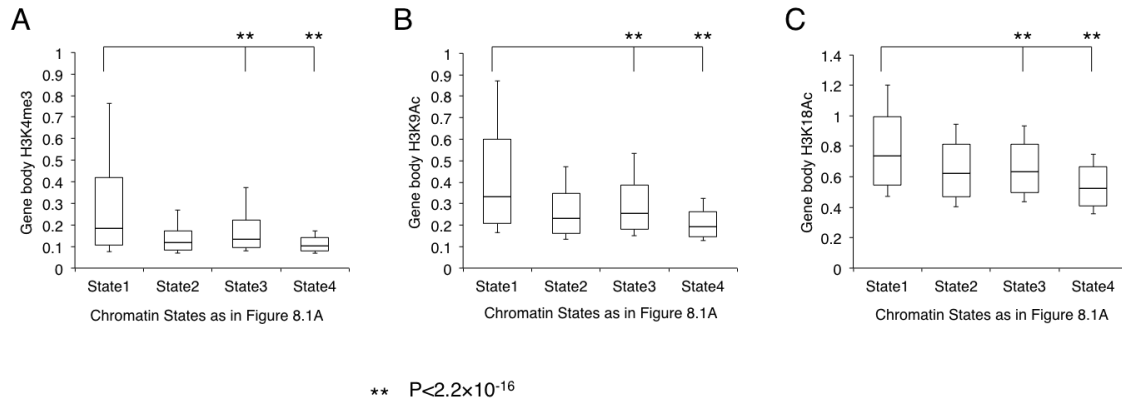 A
** **
Gene body H3K4me3
1
0.9
0.8
0.7
0.6
0.5
0.4
0.3
0.2
0.1
0
State1 State2 State3 State4
Chromatin States as in Figure 8.1A
B
** **
Gene body H3K9Ac
1
0.9
0.8
0.7
0.6
0.5
0.4
0.3
0.2
0.1
0
State1 State2 State3 State4
Chromatin States as in Figure 8.1A
C
** **
Gene body H3K18Ac
1.4
1.2
1
0.8
0.6
0.4
0.2
0
State1 State2 State3 State4
Chromatin States as in Figure 8.1A
** P<2.2×10⁻¹⁶